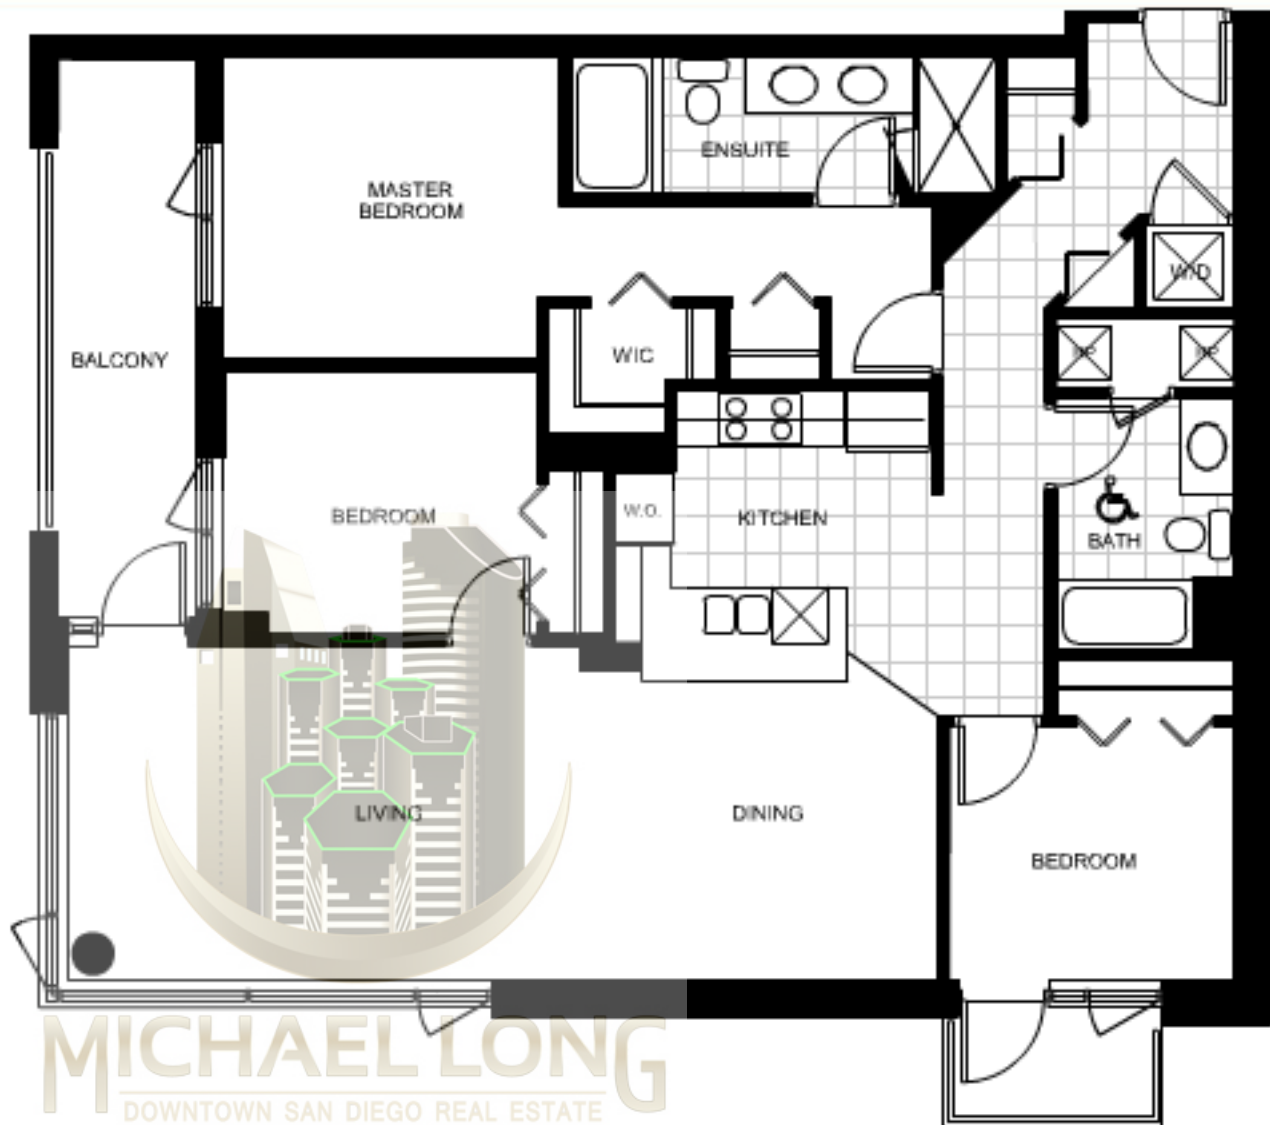 ENSUITE
MASTER
BEDROOM
W/D
BALCONY
WIC
BEDROOM
W.O.
KITCHEN
BATH
LIVING
DINING
BEDROOM
MICHAEL LONG
DOWNTOWN SAN DIEGO REAL ESTATE